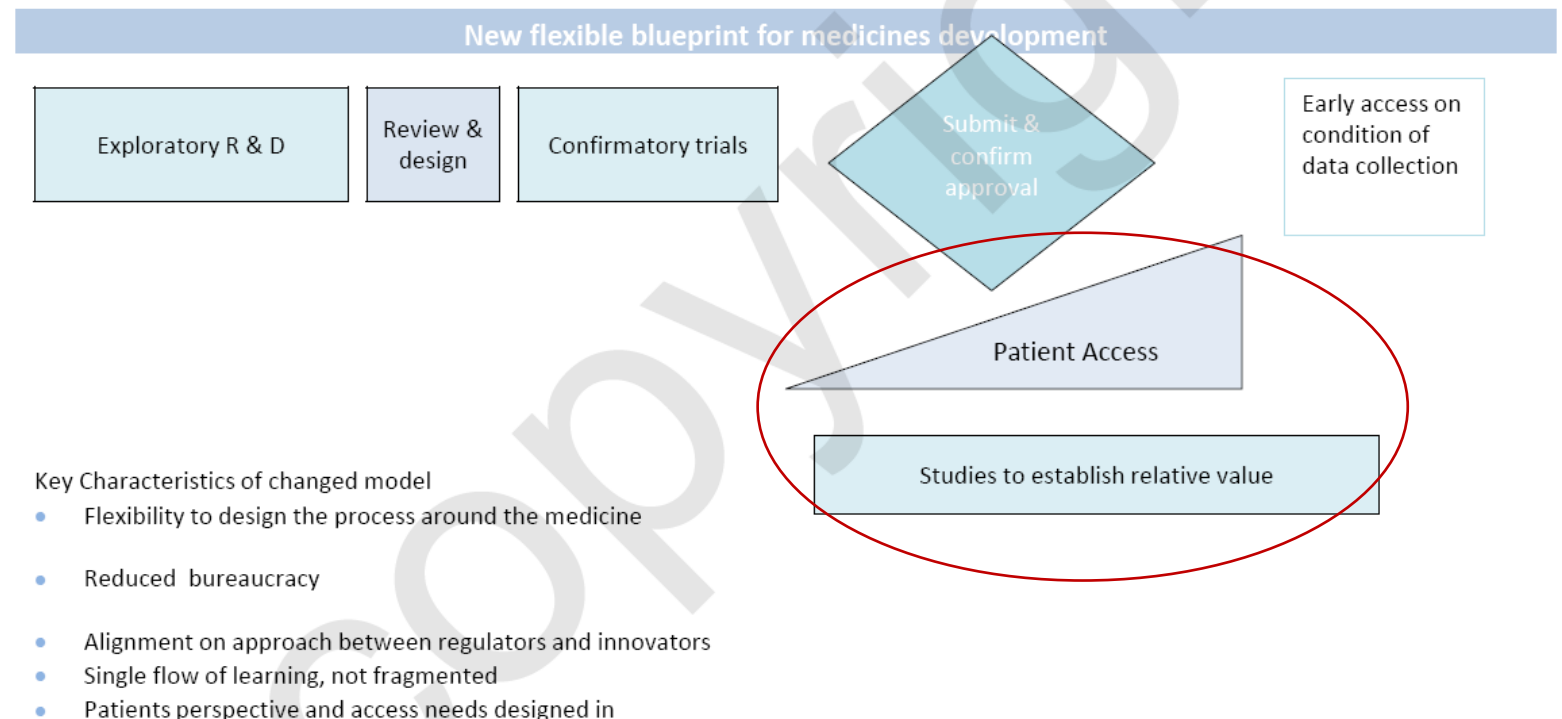 New flexible blueprint for medicines development
Exploratory R & D
Review &
design
Confirmatory trials
Submit &
confirm
approval
Early access on
condition of
data collection
Patient Access
Studies to establish relative value
Key Characteristics of changed model
• Flexibility to design the process around the medicine
• Reduced bureaucracy
• Alignment on approach between regulators and innovators
• Single flow of learning, not fragmented
• Patients perspective and access needs designed in
copyrig